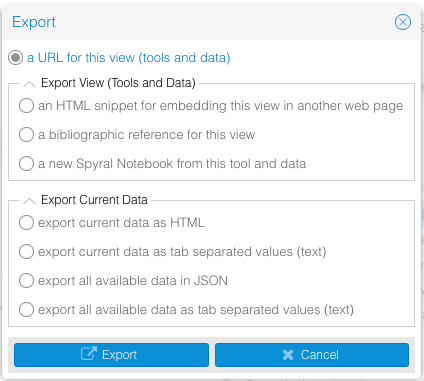 Export
a URL for this view (tools and data)
Export View (Tools and Data)
an HTML snippet for embedding this view in another web page
a bibliographic reference for this view
a new Spyral Notebook from this tool and data
Export Current Data
export current data as HTML
export current data as tab separated values (text)
export all available data in JSON
export all available data as tab separated values (text)
Export
Cancel